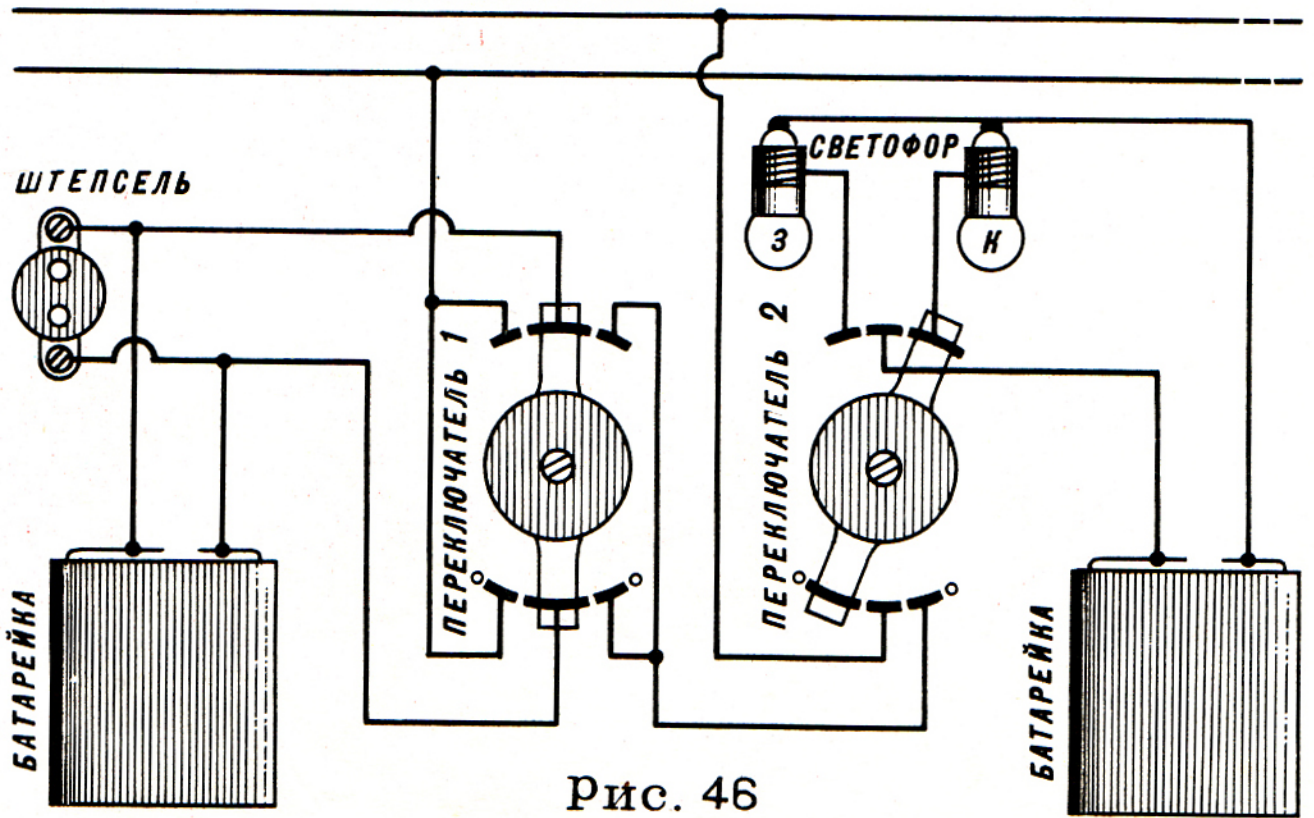 СВЕТОФОР
ШТЕПСЕЛЬ
З
К
ПЕРЕКЛЮЧАТЕЛЬ 1
ПЕРЕКЛЮЧАТЕЛЬ 2
БАТАРЕЙКА
БАТАРЕЙКА
Рис. 46